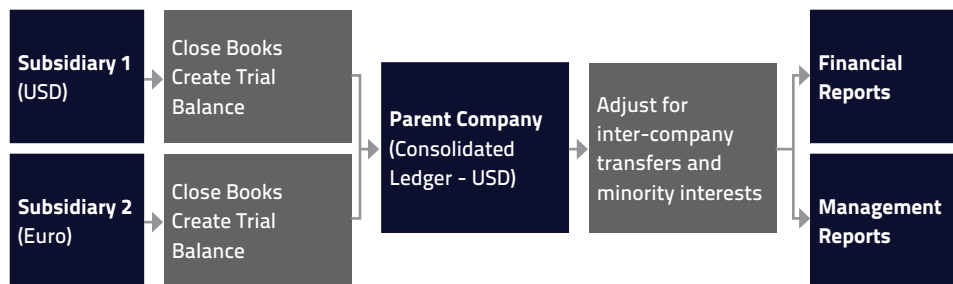 Subsidiary 1
(USD)
Close Books
Create Trial
Balance
Subsidiary 2
(Euro)
Close Books
Create Trial
Balance
Parent Company
(Consolidated
Ledger - USD)
Adjust for
inter-company
transfers and
minority interests
Financial
Reports
Management
Reports